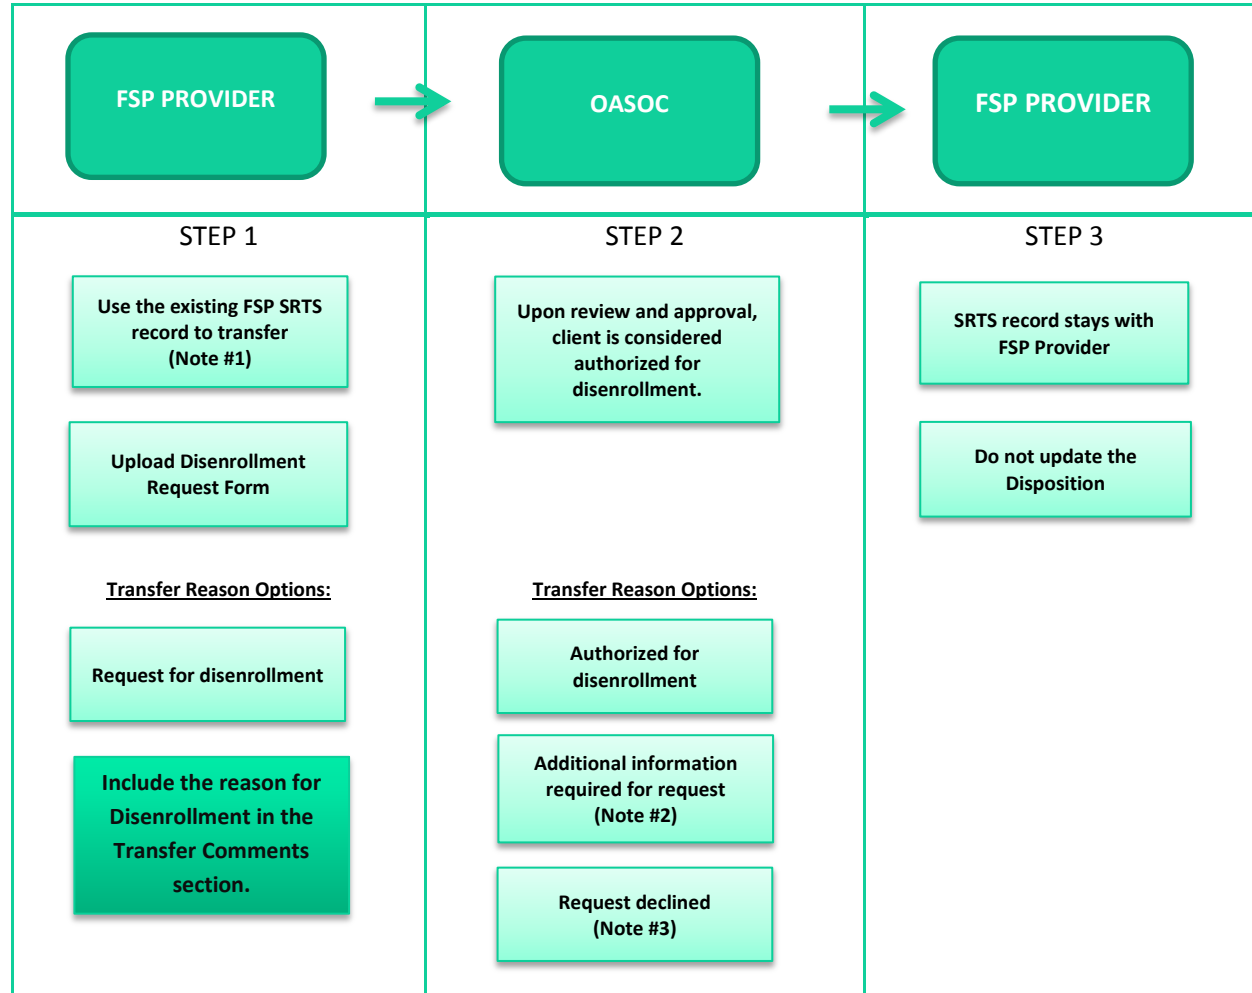 FSP PROVIDER
OASOC
FSP PROVIDER
STEP 1
Use the existing FSP SRTS
record to transfer
(Note #1)
Upload Disenrollment
Request Form
Transfer Reason Options:
Request for disenrollment
Include the reason for
Disenrollment in the
Transfer Comments
section.
STEP 2
Upon review and approval,
client is considered
authorized for
disenrollment.
Transfer Reason Options:
Authorized for
disenrollment
Additional information
required for request
(Note #2)
Request declined
(Note #3)
STEP 3
SRTS record stays with
FSP Provider
Do not update the
Disposition